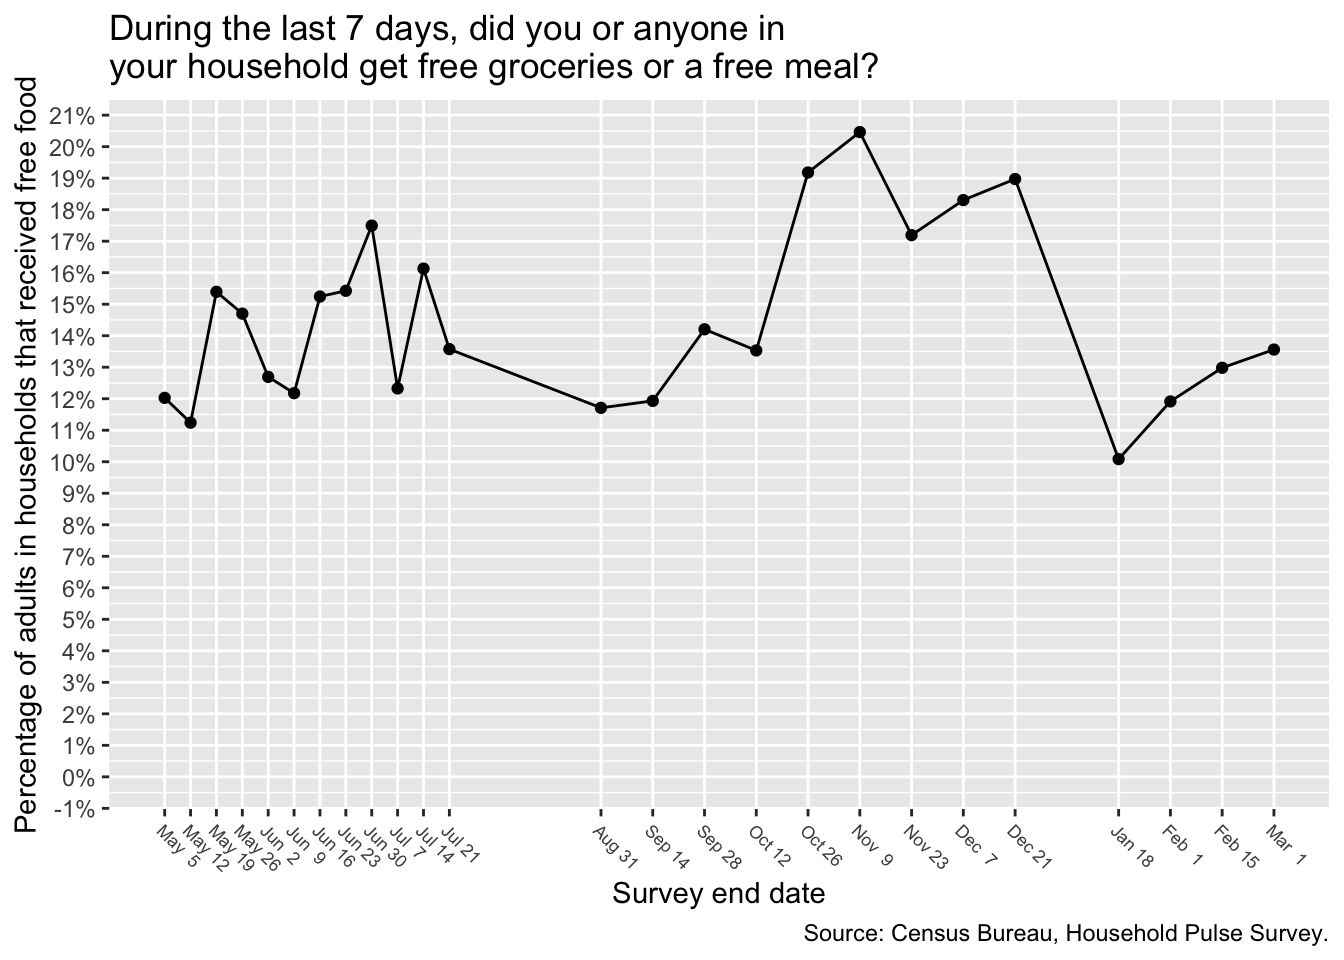 During the last 7 days, did you or anyone in
your household get free groceries or a free meal?
Percentage of adults in households that received free food
21%
20%
19%
18%
17%
16%
15%
14%
13%
12%
11%
10%
9%
8%
7%
6%
5%
4%
3%
2%
1%
0%
-1%
May 5
May 12
May 19
May 26
Jun 2
Jun 9
Jun 16
Jun 23
Jun 30
Jul 7
Jul 14
Jul 21
Aug 31
Sep 14
Sep 28
Oct 12
Oct 26
Nov 9
Nov 23
Dec 7
Dec 21
Jan 18
Feb 1
Feb 15
Mar 1
Survey end date
Source: Census Bureau, Household Pulse Survey.